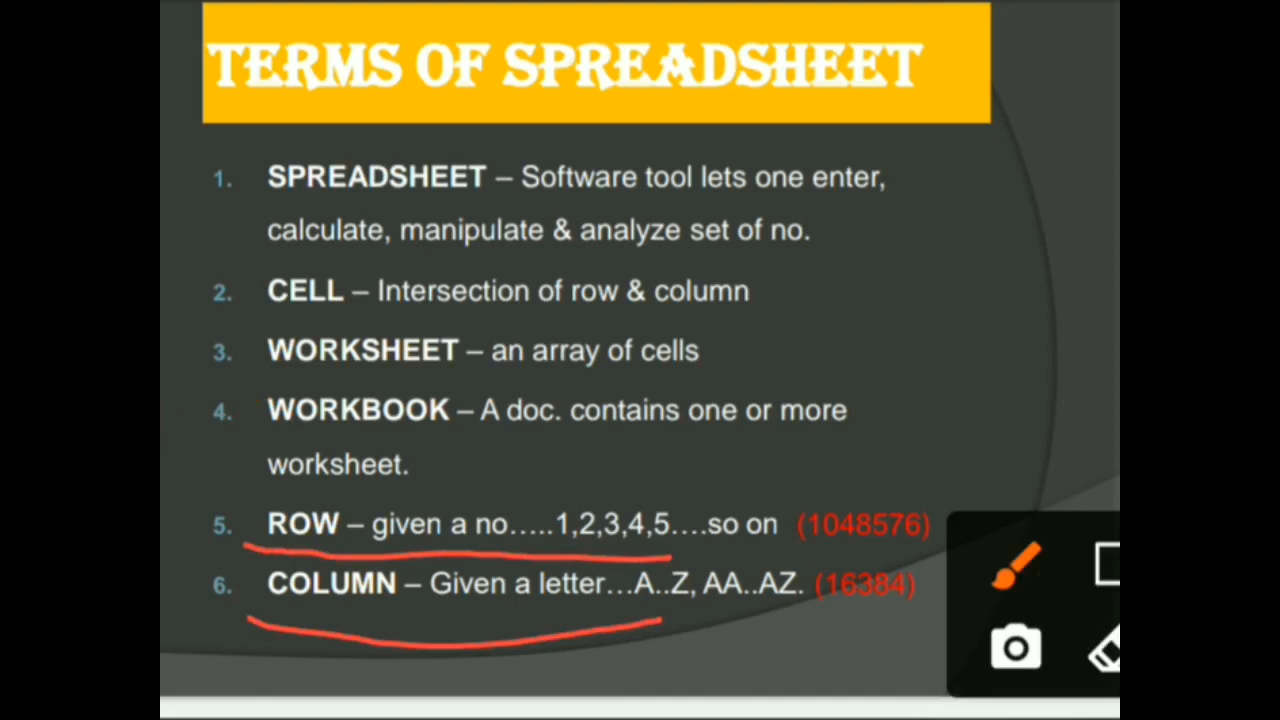 TERMS OF SPREADSHEET
1. SPREADSHEET – Software tool lets one enter,
calculate, manipulate & analyze set of no.
2. CELL – Intersection of row & column
3. WORKSHEET – an array of cells
4. WORKBOOK – A doc. contains one or more
worksheet.
5. ROW – given a no…..1,2,3,4,5….so on (1048576)
6. COLUMN – Given a letter…A..Z, AA..AZ. (16384)